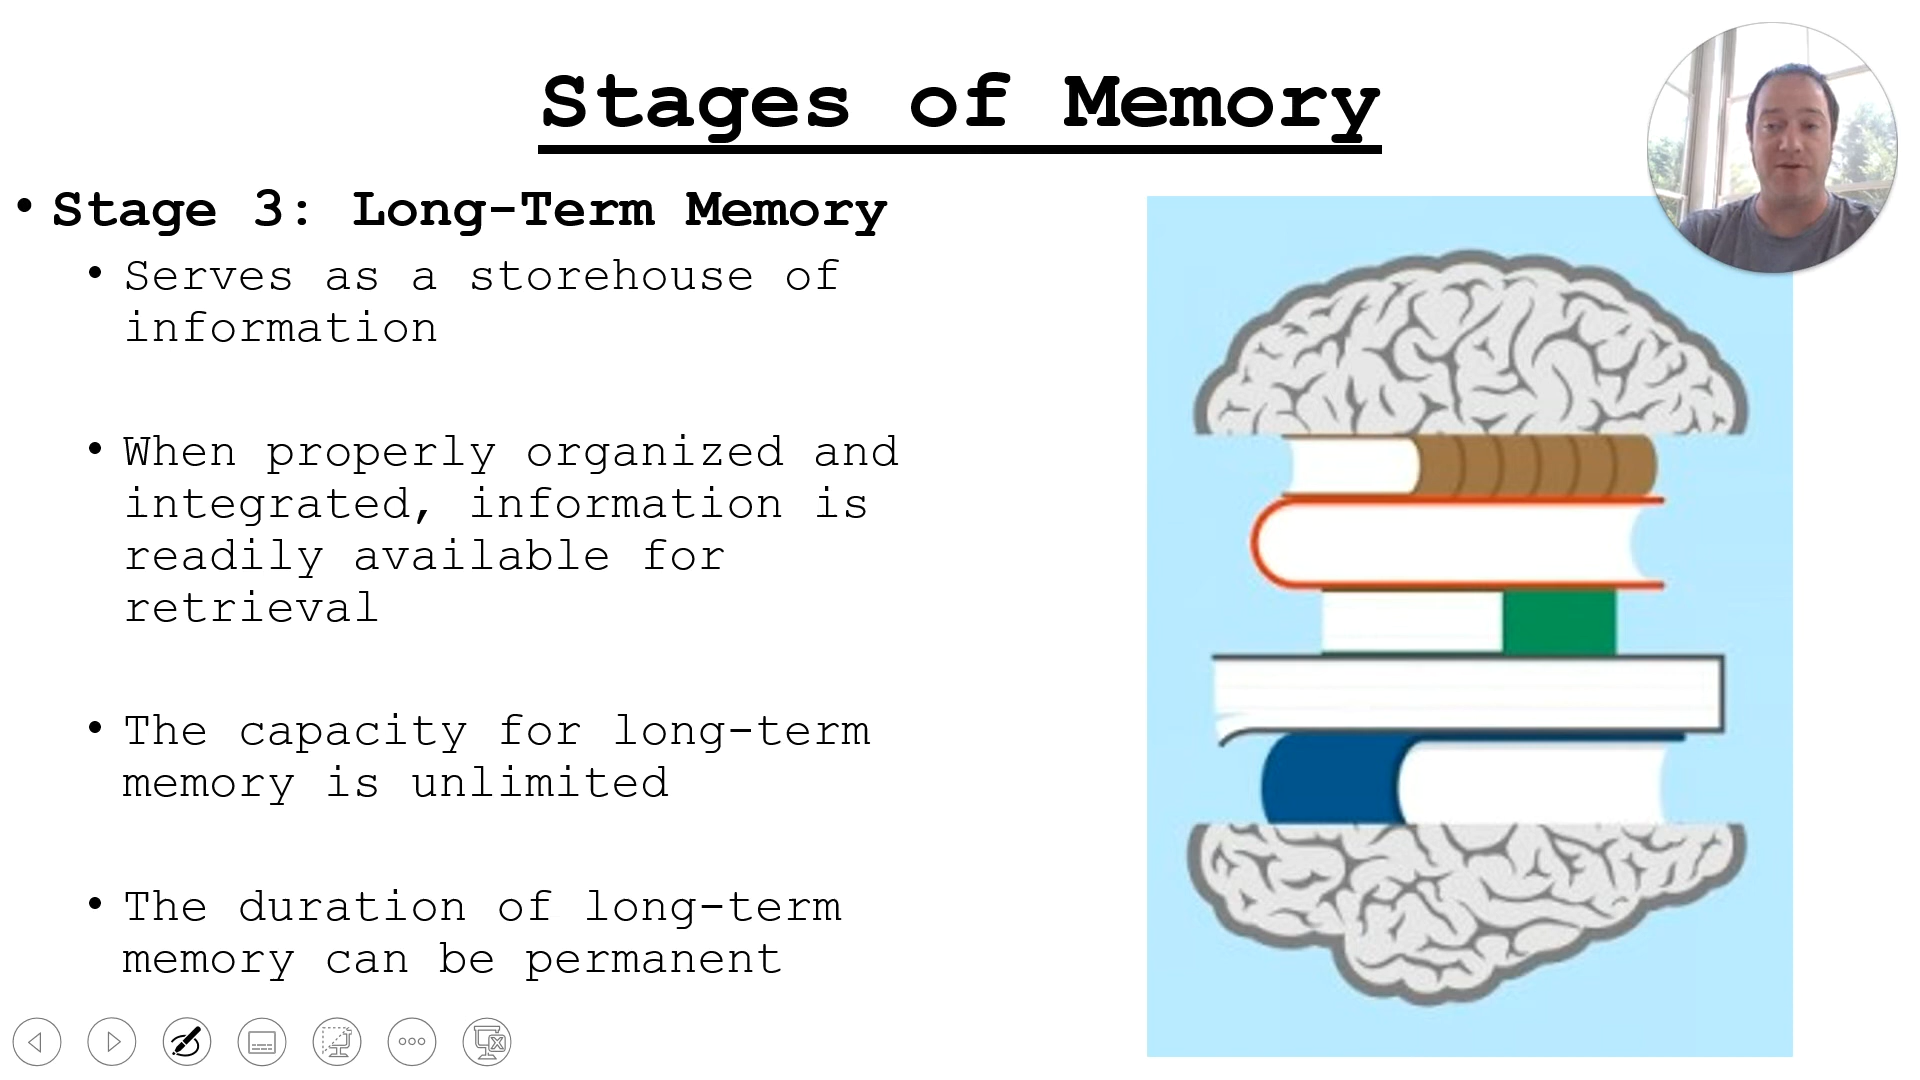 Stages of Memory
• Stage 3: Long-Term Memory
• Serves as a storehouse of
information
• When properly organized and
integrated, information is
readily available for
retrieval
• The capacity for long-term
memory is unlimited
• The duration of long-term
memory can be permanent